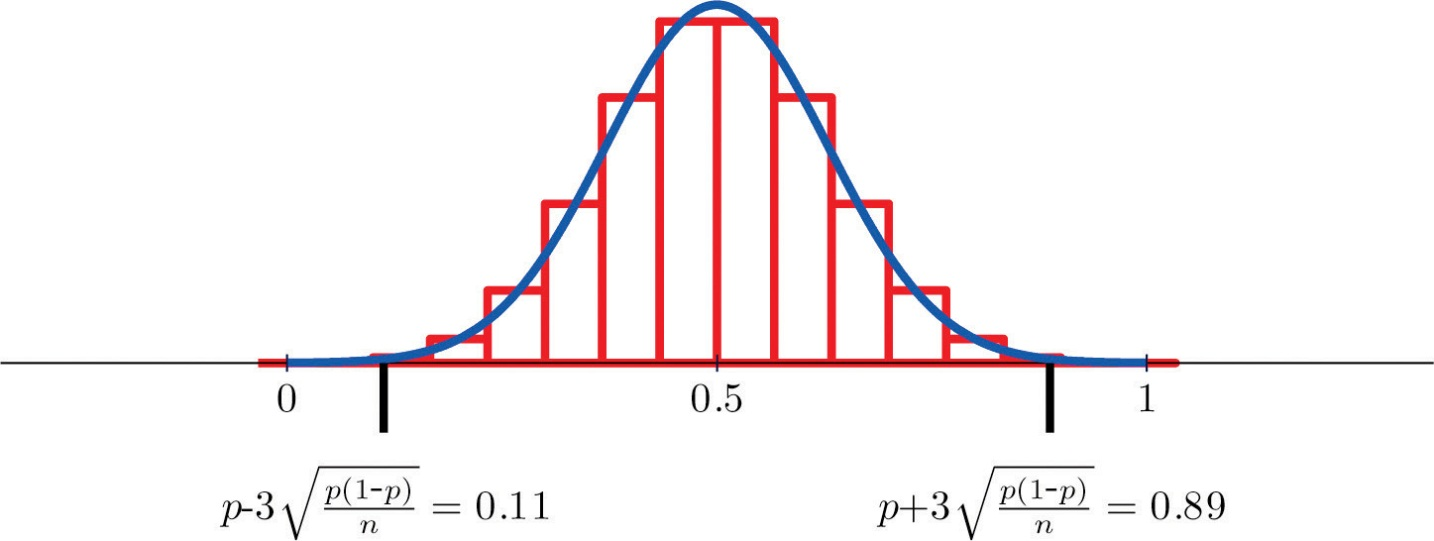 0 0.5 1
p-3√(p(1-p)/n) = 0.11 p+3√(p(1-p)/n) = 0.89